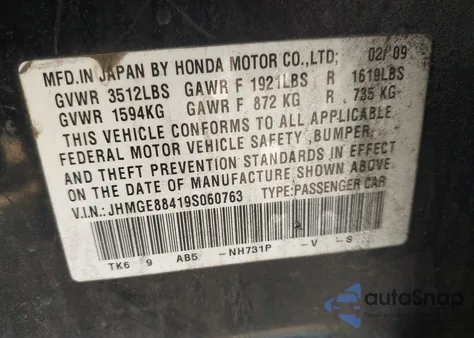 MFD.IN JAPAN BY HONDA MOTOR CO.,LTD; 02/'09
GVWR 3512LBS GAWR F 1921LBS R 1619LBS
GVWR 1594KG GAWR F 872 KG R 735 KG
THIS VEHICLE CONFORMS TO ALL APPLICABLE
FEDERAL MOTOR VEHICLE SAFETY ,BUMPER,
AND THEFT PREVENTION STANDARDS IN EFFECT
ON THE DATE OF MANUFACTURE SHOWN ABOVE.
V.I.N.: JHMGE88419S060763 TYPE:PASSENGER CAR
TK6 9 AB5 -NH731P -V -S
autoSnap